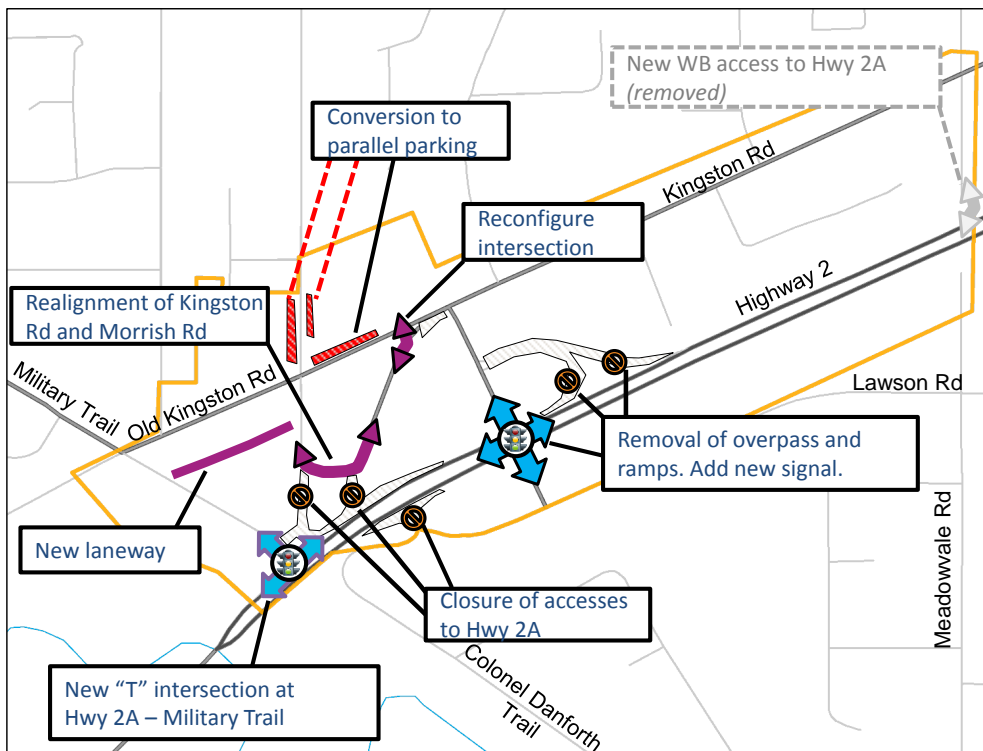 New WB access to Hwy 2A
(removed)
Conversion to
parallel parking
Kingston Rd
Reconfigure
intersection
Highway 2
Realignment of Kingston
Rd and Morrish Rd
Military Trail
Old Kingston Rd
Lawson Rd
Removal of overpass and
ramps. Add new signal.
New laneway
Meadowvale Rd
Closure of accesses
to Hwy 2A
Colonel Danforth
Trail
New “T” intersection at
Hwy 2A – Military Trail